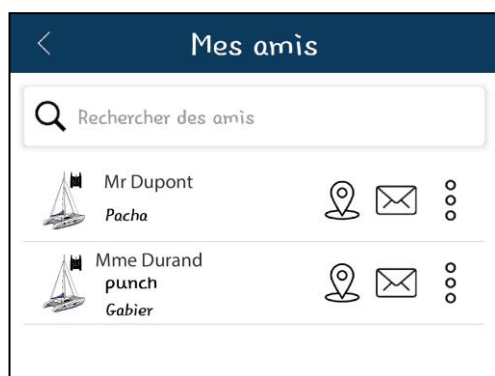 Mes amis
Rechercher des amis
Mr Dupont
Pacha
Mme Durand
punch
Gabier